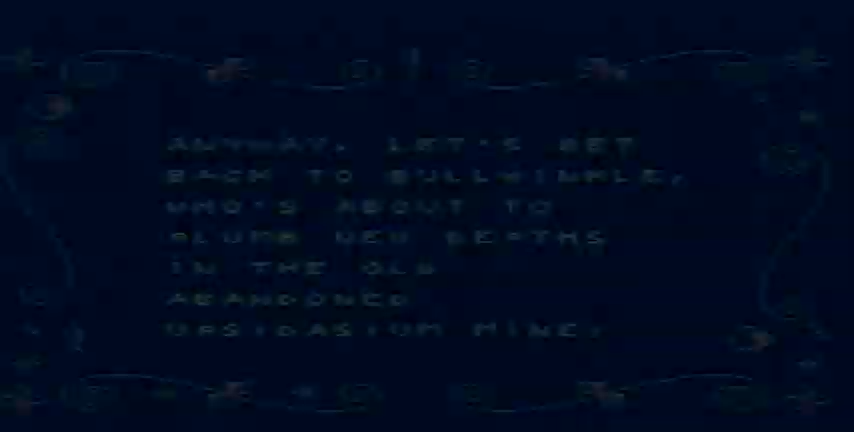 ANYWAY, LET'S GET
BACK TO BULLWINKLE,
WHO'S ABOUT TO
PLUMB NEW DEPTHS
IN THE OLD
ABANDONED
MINE.